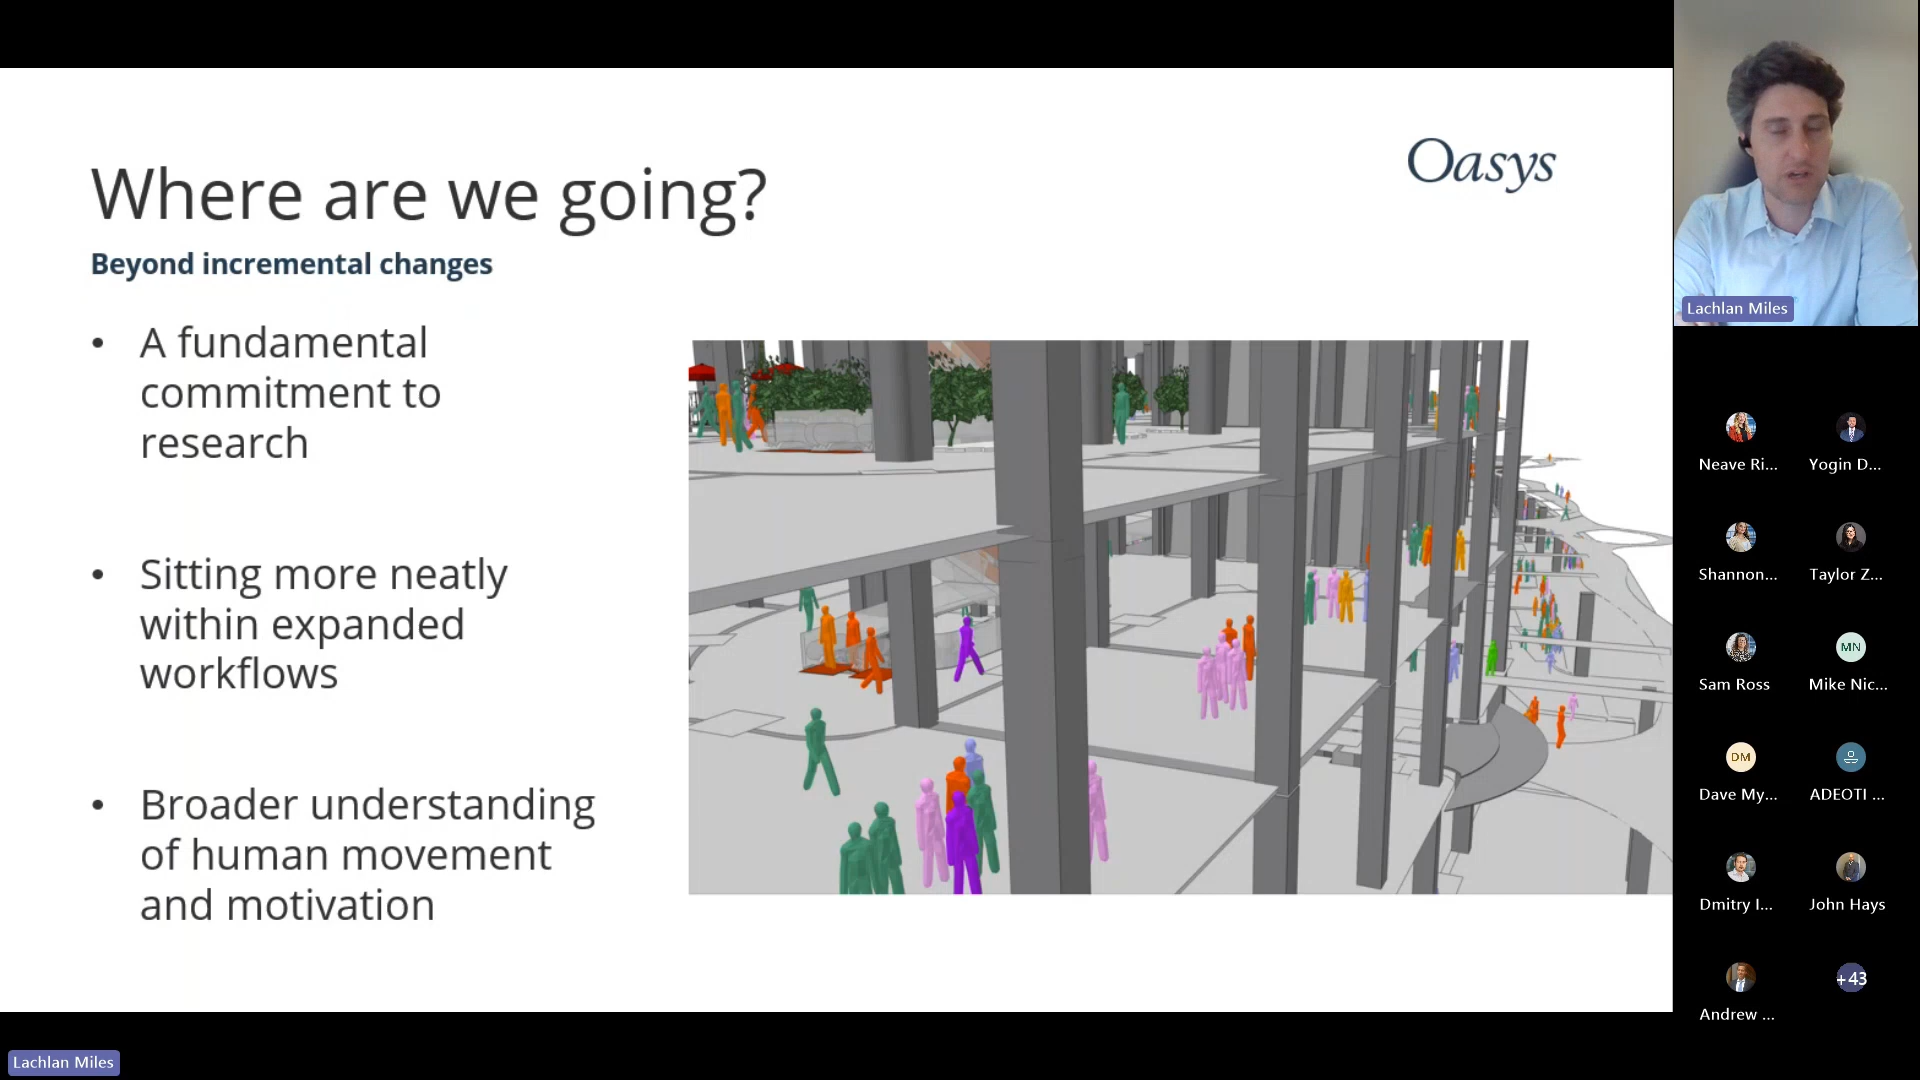 Oasys
Where are we going?
Beyond incremental changes
• A fundamental
commitment to
research
• Sitting more neatly
within expanded
workflows
• Broader understanding
of human movement
and motivation
Lachlan Miles
Neave Ri...
Yogin D...
Shannon...
Taylor Z...
Sam Ross
MN
Mike Nic...
DM
Dave My...
ADEOTI ...
Dmitry I...
John Hays
Andrew ...
+43
Lachlan Miles